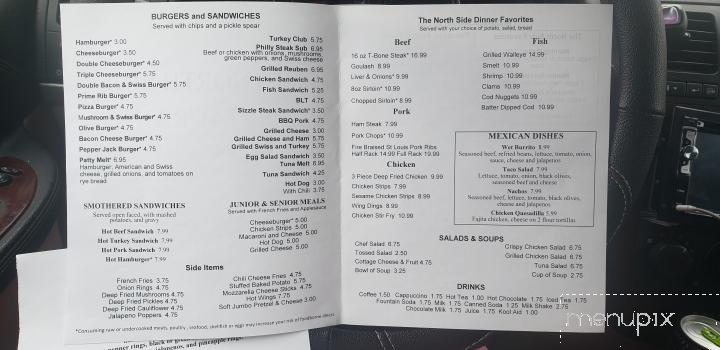 BURGERS and SANDWICHES
Served with chips and a pickle spear
Hamburger* 3.00
Cheeseburger* 3.50
Double Cheeseburger* 4.50
Triple Cheeseburger* 5.75
Double Bacon & Swiss Burger* 5.75
Prime Rib Burger* 5.75
Pizza Burger* 4.75
Mushroom & Swiss Burger* 4.75
Olive Burger* 4.75
Bacon Cheese Burger* 4.75
Pepper Jack Burger* 4.75
Patty Melt* 6.95
Hamburger, American and Swiss
cheese, grilled onions, and tomatoes on
rye bread
Turkey Club 5.75
Philly Steak Sub 6.95
Beef or chicken with onions, mushrooms,
green peppers, and Swiss cheese
Grilled Reuben 6.95
Chicken Sandwich 4.75
Fish Sandwich 5.25
BLT 4.75
Sizzle Steak Sandwich* 3.50
BBQ Pork 4.75
Grilled Cheese 3.00
Grilled Cheese and Ham 5.75
Grilled Swiss and Turkey 5.75
Egg Salad Sandwich 3.50
Tuna Melt 6.95
Tuna Sandwich 4.25
Hot Dog 3.00
With Chili 3.75
SMOTHERED SANDWICHES
Served open faced, with mashed
potatoes, and gravy
Hot Beef Sandwich 7.99
Hot Turkey Sandwich 7.99
Hot Pork Sandwich 7.99
Hot Hamburger* 7.99
JUNIOR & SENIOR MEALS
Served with French Fries and Applesauce
Cheeseburger* 5.00
Chicken Strips 5.00
Macaroni and Cheese 5.00
Hot Dog 5.00
Grilled Cheese 5.00
Side Items
French Fries 3.75
Onion Rings 4.75
Deep Fried Mushrooms 4.75
Deep Fried Pickles 4.75
Deep Fried Cauliflower 4.75
Jalapeno Poppers 4.75
Chili Cheese Fries 4.75
Stuffed Baked Potato 5.75
Mozzarella Cheese Sticks 4.75
Hot Wings 7.75
Soft Jumbo Pretzel & Cheese 3.00
*Consuming raw or undercooked meats, poultry, seafood, shellfish or eggs may increase your risk of foodborne illness.
The North Side Dinner Favorites
Served with your choice of potato, salad, bread
Beef
16 oz T-Bone Steak* 16.99
Goulash 8.99
Liver & Onions* 9.99
8oz Sirloin* 10.99
Chopped Sirloin* 8.99
Pork
Ham Steak 7.99
Pork Chops* 10.99
Fire Braised St Louis Pork Ribs
Half Rack 14.99 Full Rack 19.99
Chicken
3 Piece Deep Fried Chicken 9.99
Chicken Strips 7.99
Sesame Chicken Strips 8.99
Wing Dings 8.99
Chicken Stir Fry 10.99
Fish
Grilled Walleye 14.99
Smelt 10.99
Shrimp 10.99
Clams 10.99
Cod Nuggets 10.99
Batter Dipped Cod 10.99
MEXICAN DISHES
Wet Burrito 8.99
Seasoned beef, refried beans, lettuce, tomato, onion,
sauce, cheese and jalapenos
Taco Salad 7.99
Lettuce, tomato, onion, black olives,
seasoned beef and cheese
Nachos 7.99
Seasoned beef, lettuce, tomato, onion, black olives,
cheese and jalapenos
Chicken Quesadilla 5.99
Fajita chicken, cheese on 2 flour tortillas
SALADS & SOUPS
Chef Salad 6.75
Tossed Salad 2.50
Cottage Cheese & Fruit 4.75
Bowl of Soup 3.25
Crispy Chicken Salad 6.75
Grilled Chicken Salad 6.75
Tuna Salad 6.75
Cup of Soup 2.75
DRINKS
Coffee 1.50 Cappuccino 1.75 Hot Tea 1.00 Hot Chocolate 1.75 Iced Tea 1.75
Fountain Soda 1.75 Milk 1.75 Canned Soda 1.25 Milk Shake 2.75
Chocolate Milk 1.75 Juice 1.75 Kool Aid 1.00
menupix